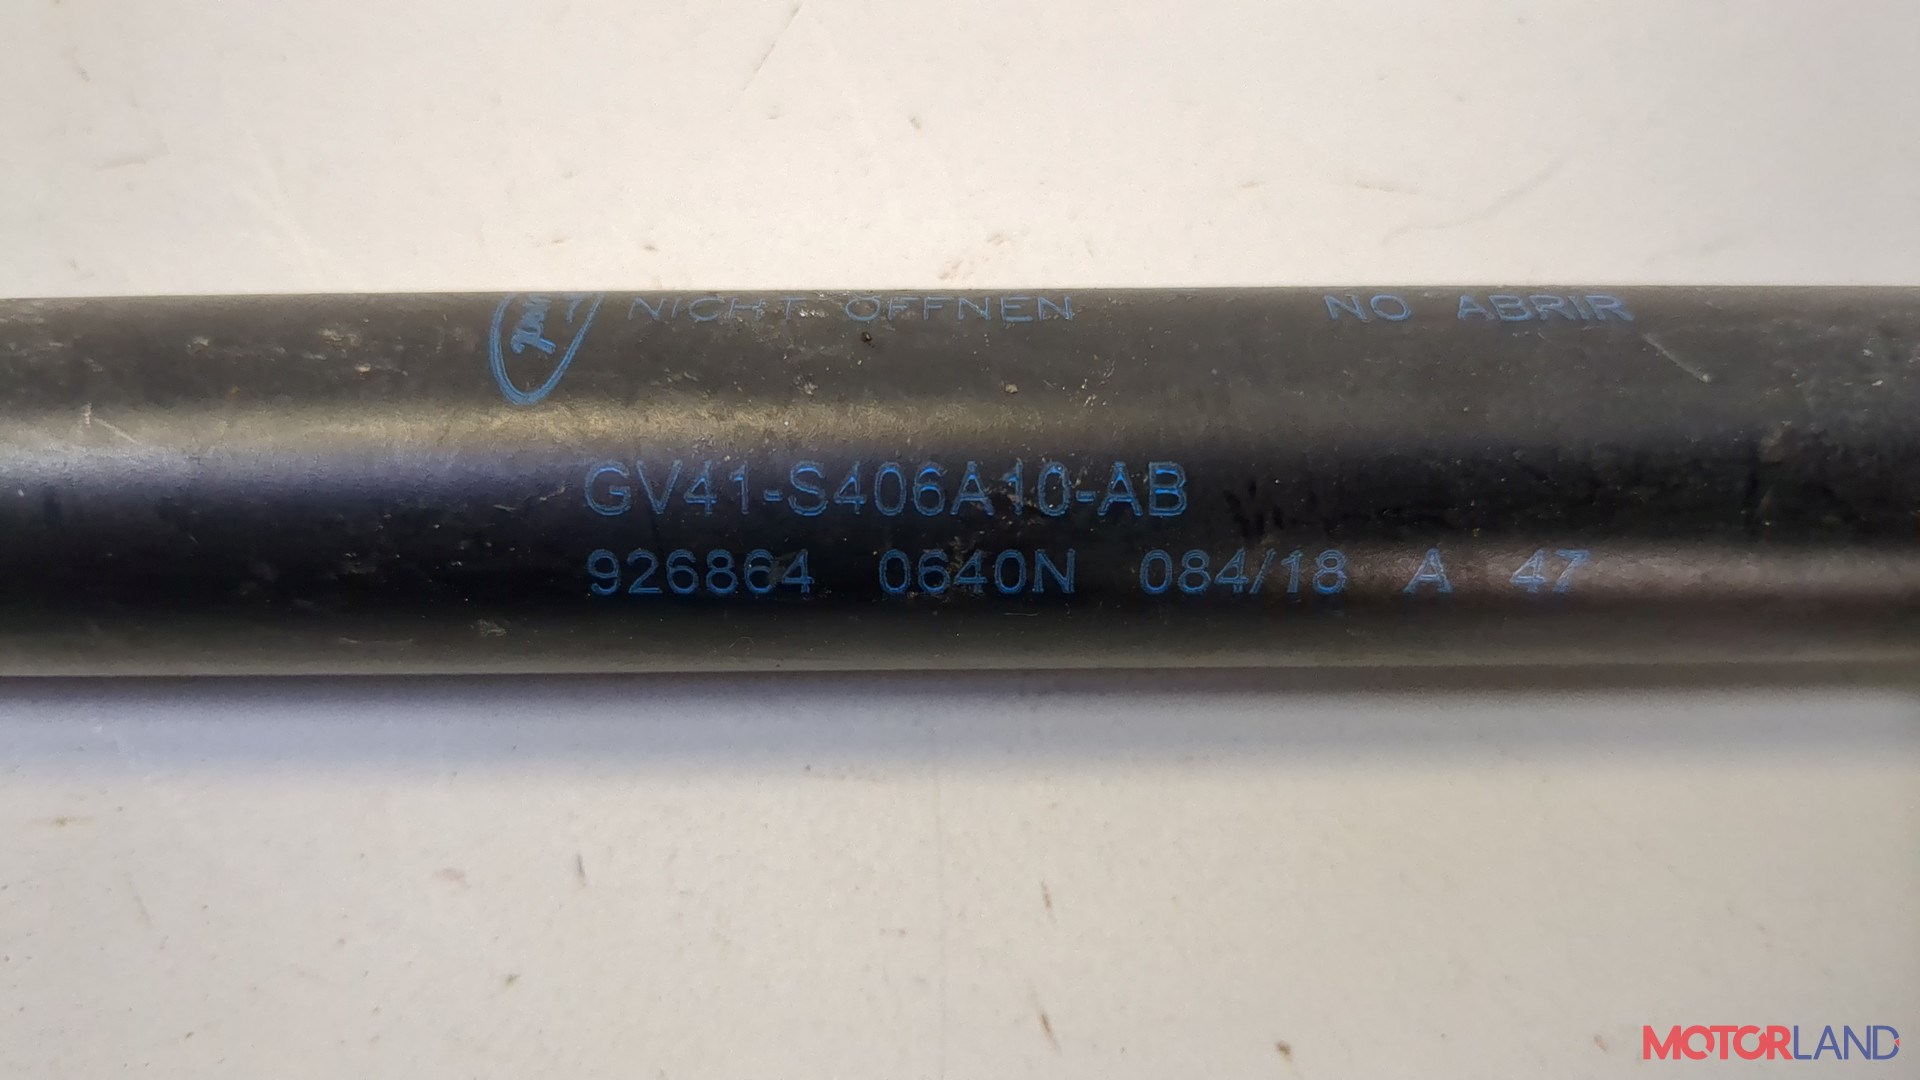 Ford NICHT ÖFFNEN NO ABRIR
GV41-S406A10-AB
926864 0640N 084/18 A 47
MOTORLAND